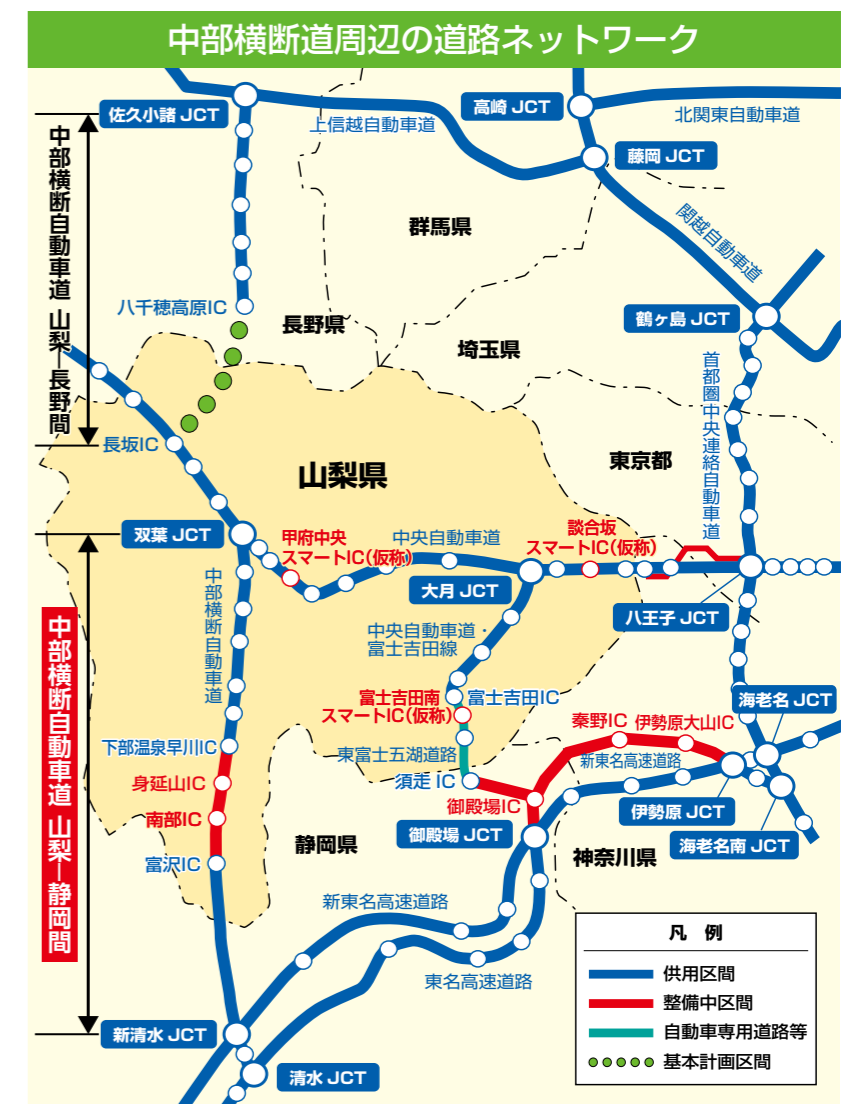 中部横断道周辺の道路ネットワーク
佐久小諸 JCT
高崎 JCT
上信越自動車道
北関東自動車道
藤岡 JCT
中部横断自動車道 山梨―長野間
群馬県
関越自動車道
八千穂高原IC
長野県
鶴ヶ島 JCT
埼玉県
首都圏中央連絡自動車道
長坂IC
山梨県
東京都
双葉 JCT
甲府中央
スマートIC(仮称)
中央自動車道
談合坂
スマートIC(仮称)
大月 JCT
中部横断自動車道
八王子 JCT
中部横断自動車道 山梨―静岡間
中央自動車道・
富士吉田線
富士吉田南
スマートIC(仮称)
富士吉田IC
海老名 JCT
秦野IC
伊勢原大山IC
下部温泉早川IC
東富士五湖道路
新東名高速道路
身延山IC
須走 IC
御殿場IC
伊勢原 JCT
南部IC
御殿場 JCT
海老名南 JCT
静岡県
神奈川県
富沢IC
新東名高速道路
東名高速道路
新清水 JCT
清水 JCT
凡 例
供用区間
整備中区間
自動車専用道路等
基本計画区間